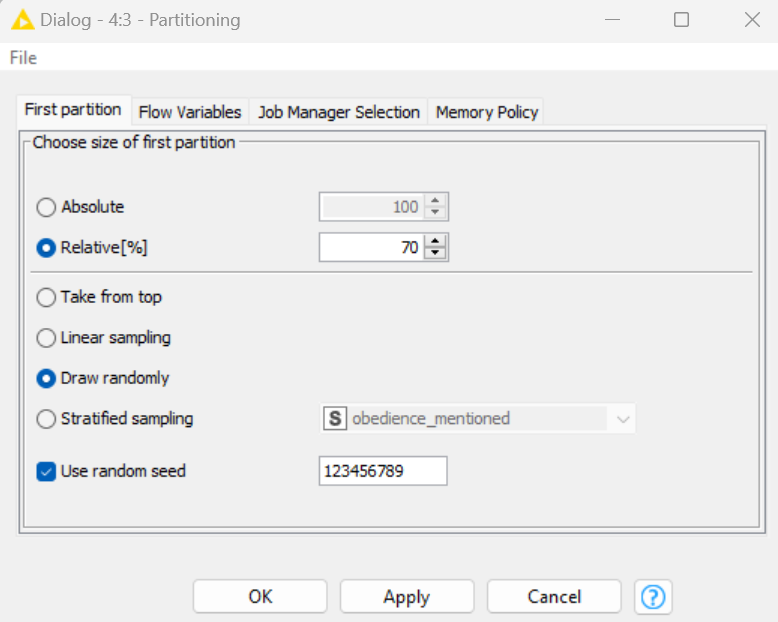 Dialog - 4:3 - Partitioning
File
First partition Flow Variables Job Manager Selection Memory Policy
Choose size of first partition
Absolute 100
Relative[%] 70
Take from top
Linear sampling
Draw randomly
Stratified sampling S obedience_mentioned
Use random seed 123456789
OK Apply Cancel ?